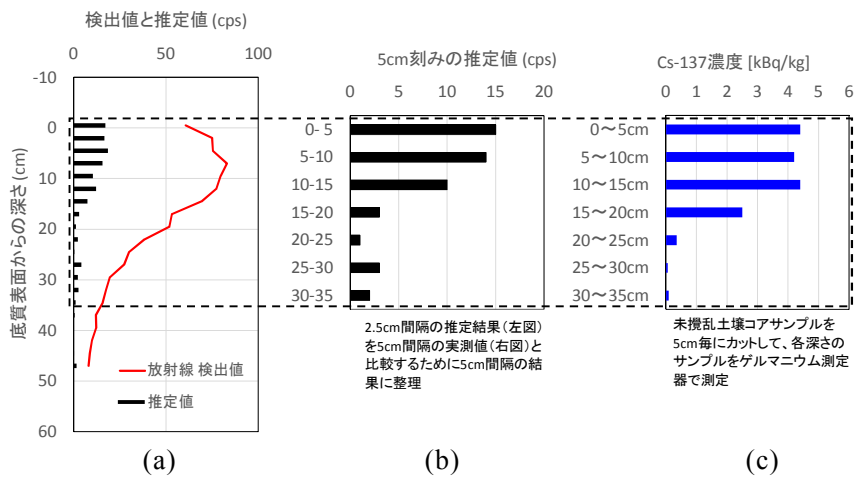 検出値と推定値 (cps)
0 50 100
-10
0
10
20
30
40
50
60
底質表面からの深さ (cm)
放射線 検出値
推定値
(a)
5cm刻みの推定値 (cps)
0 5 10 15 20
0- 5
5-10
10-15
15-20
20-25
25-30
30-35
2.5cm間隔の推定結果(左図)
を5cm間隔の実測値(右図)と
比較するために5cm間隔の結
果に整理
(b)
Cs-137濃度 [kBq/kg]
0 1 2 3 4 5 6
0～5cm
5～10cm
10～15cm
15～20cm
20～25cm
25～30cm
30～35cm
未攪乱土壌コアサンプルを
5cm毎にカットして、各深さの
サンプルをゲルマニウム測定
器で測定
(c)